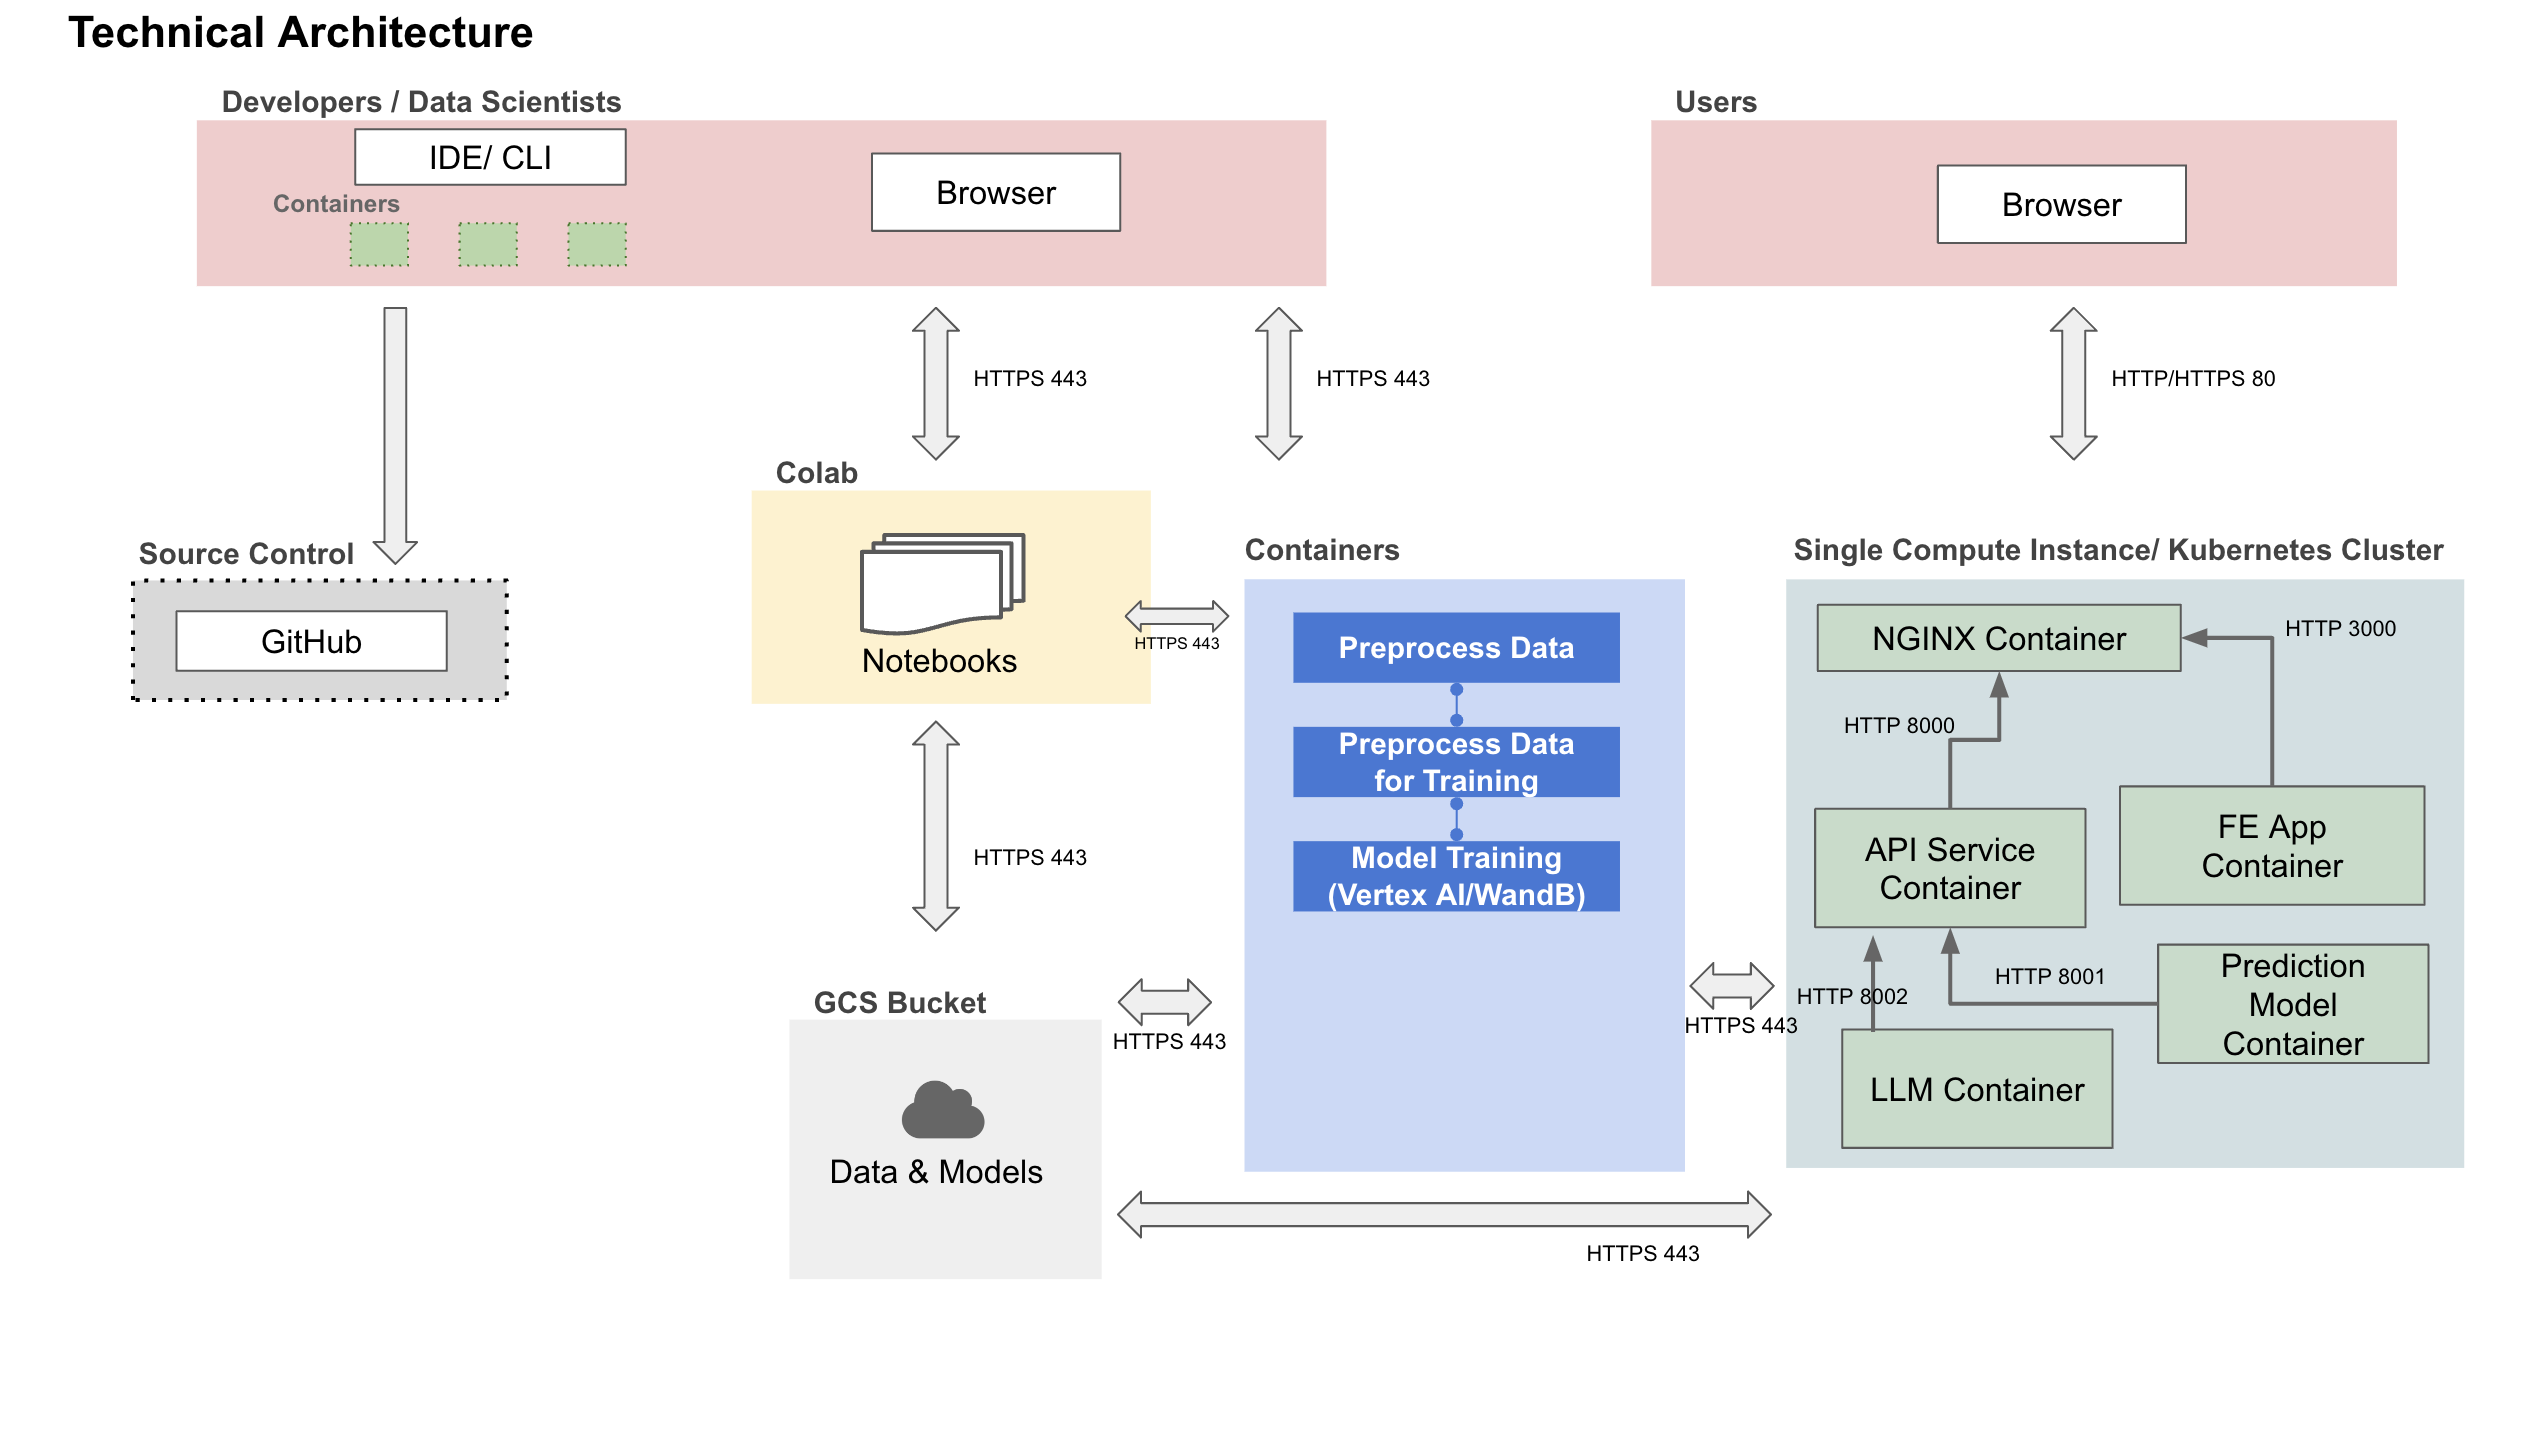 Technical Architecture
Developers / Data Scientists
IDE/ CLI
Containers
Browser
Users
Browser
HTTPS 443
HTTPS 443
HTTP/HTTPS 80
Source Control
GitHub
Colab
Notebooks
HTTPS 443
HTTPS 443
GCS Bucket
Data & Models
HTTPS 443
Containers
Preprocess Data
Preprocess Data
for Training
Model Training
(Vertex AI/WandB)
HTTPS 443
HTTPS 443
Single Compute Instance/ Kubernetes Cluster
NGINX Container
HTTP 3000
HTTP 8000
API Service
Container
FE App
Container
HTTP 8002
HTTP 8001
Prediction
Model
Container
LLM Container